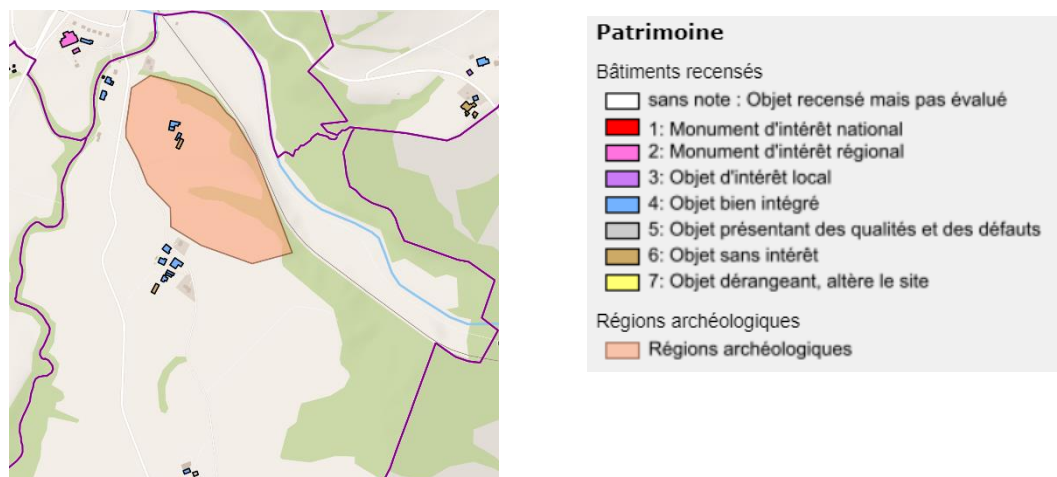 Patrimoine
Bâtiments recensés
sans note : Objet recensé mais pas évalué
1: Monument d'intérêt national
2: Monument d'intérêt régional
3: Objet d'intérêt local
4: Objet bien intégré
5: Objet présentant des qualités et des défauts
6: Objet sans intérêt
7: Objet dérangeant, altère le site
Régions archéologiques
Régions archéologiques